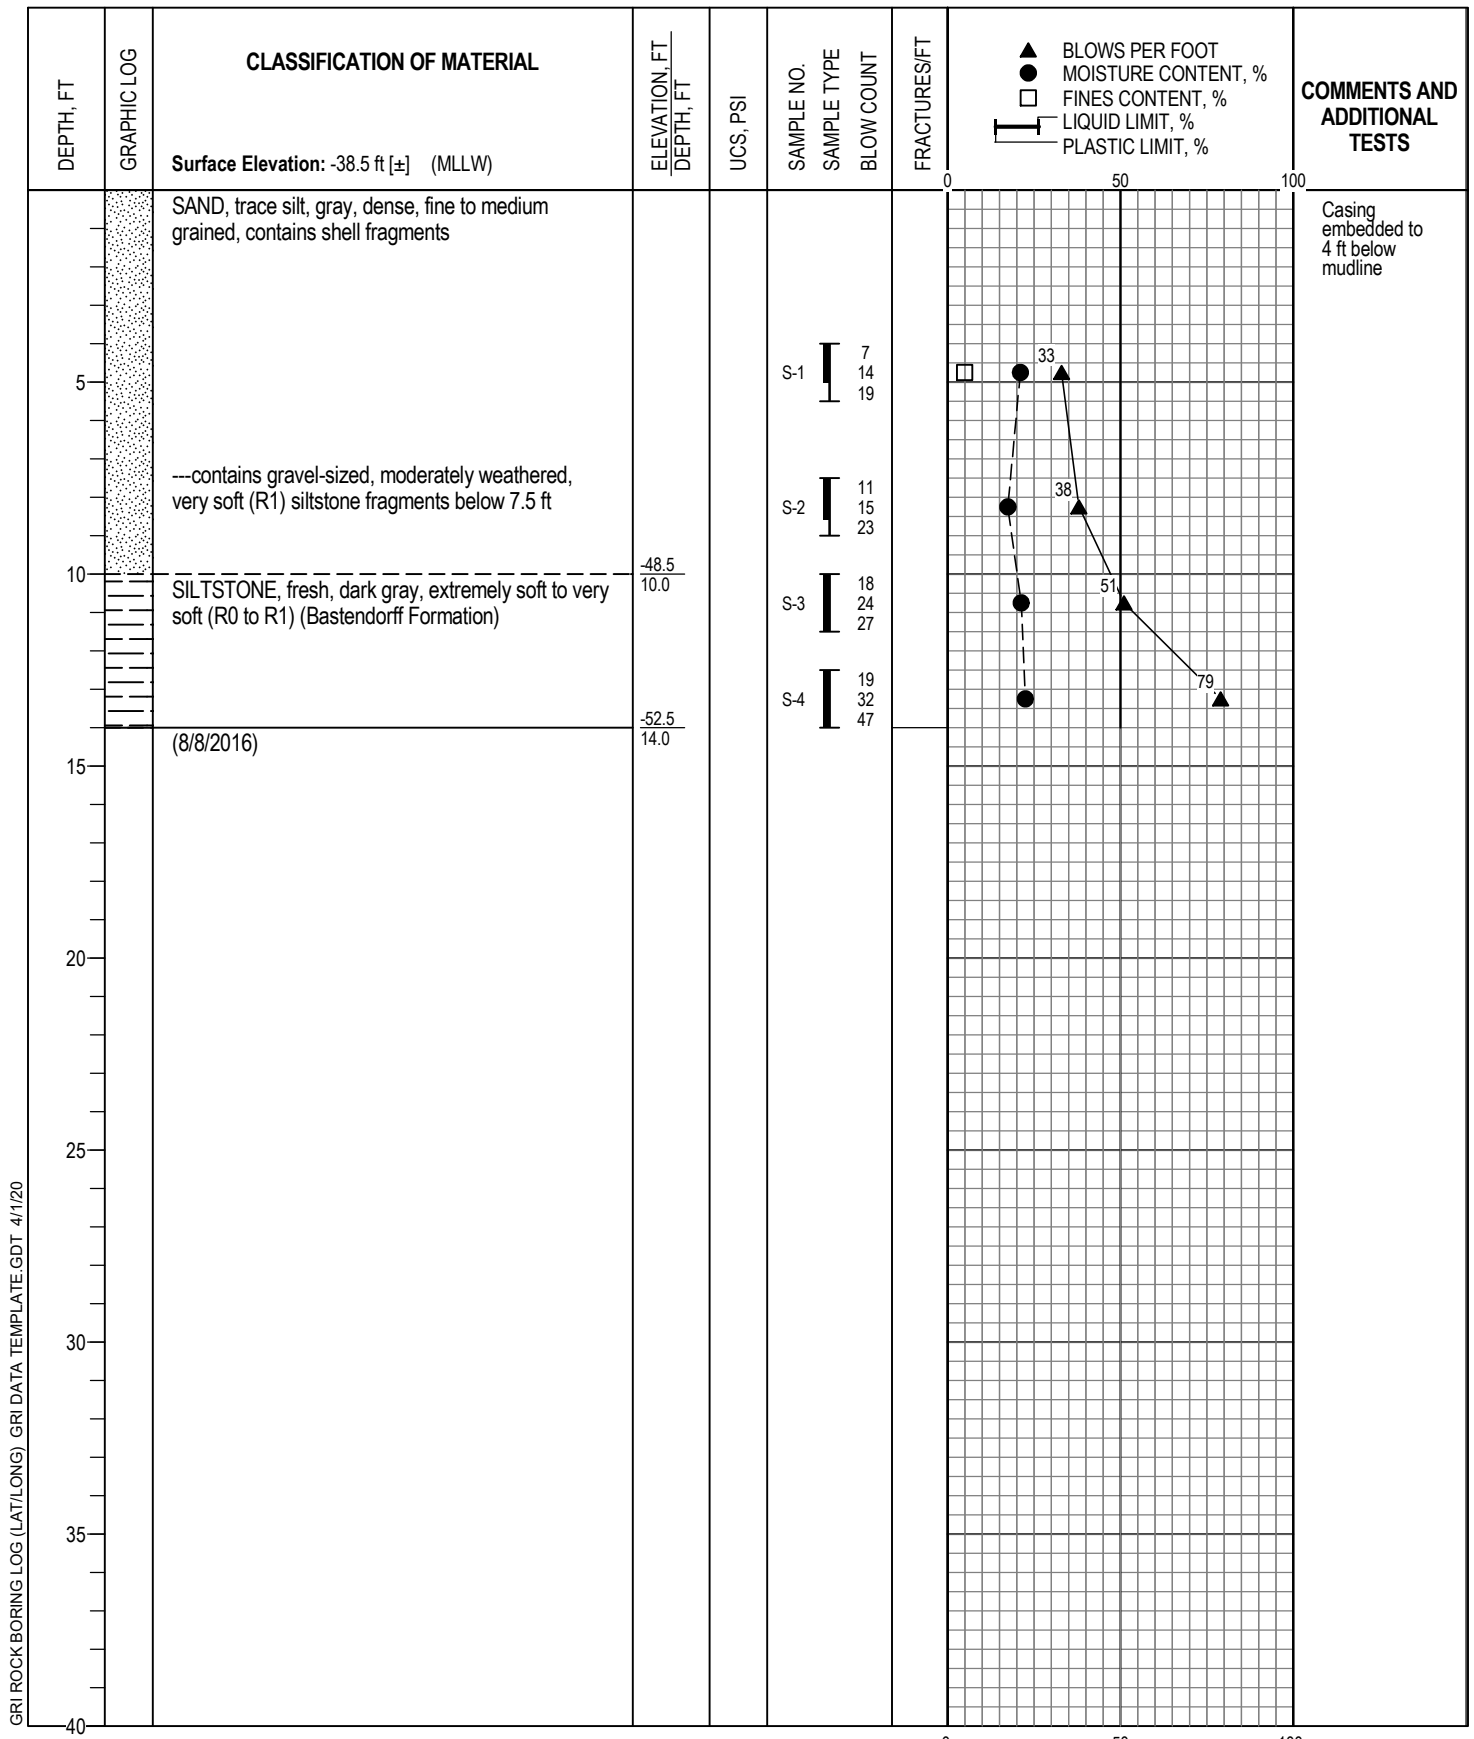 DEPTH, FT
GRAPHIC LOG
CLASSIFICATION OF MATERIAL
Surface Elevation: -38.5 ft [±] (MLLW)
ELEVATION, FT
DEPTH, FT
UCS, PSI
SAMPLE NO.
SAMPLE TYPE
BLOW COUNT
FRACTURES/FT
BLOWS PER FOOT
MOISTURE CONTENT, %
FINES CONTENT, %
LIQUID LIMIT, %
PLASTIC LIMIT, %
COMMENTS AND
ADDITIONAL
TESTS
0 50 100
SAND, trace silt, gray, dense, fine to medium
grained, contains shell fragments
Casing
embedded to
4 ft below
mudline
5
S-1
7
14
19
33
---contains gravel-sized, moderately weathered,
very soft (R1) siltstone fragments below 7.5 ft
S-2
11
15
23
38
10
-48.5
10.0
SILTSTONE, fresh, dark gray, extremely soft to very
soft (R0 to R1) (Bastendorff Formation)
S-3
18
24
27
51
S-4
19
32
47
79
-52.5
14.0
(8/8/2016)
15
20
25
30
35
40
GRI ROCK BORING LOG (LAT/LONG) GRI DATA TEMPLATE.GDT 4/1/20